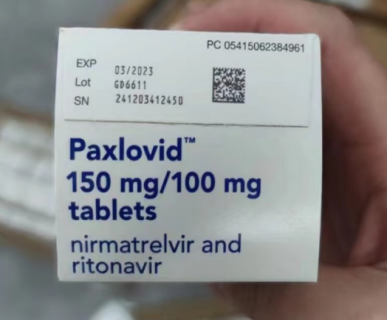 PC 05415062384961
EXP 03/2023
Lot GD6611
SN 241203412450
Paxlovid™
150 mg/100 mg
tablets
nirmatrelvir and
ritonavir